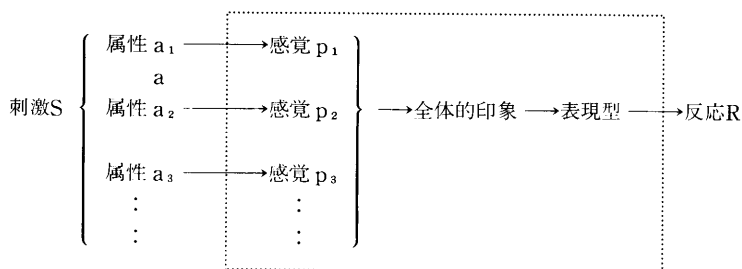 属性 a₁ 感覚 p₁
a
刺激S 属性 a₂ 感覚 p₂ 全体的印象 表現型 反応R
属性 a₃ 感覚 p₃